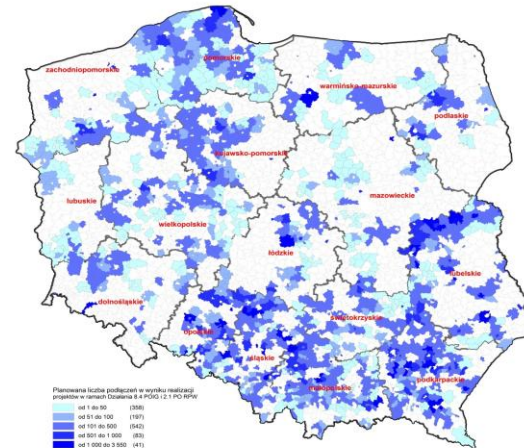 pomorskie
zachodniopomorskie
warmińsko-mazurskie
podlaskie
kujawsko-pomorskie
mazowieckie
lubuskie
wielkopolskie
łódzkie
lubelskie
dolnośląskie
świętokrzyskie
opolskie
śląskie
małopolskie
podkarpackie
Planowana liczba podłączeń w wyniku realizacji
projektów w ramach Działania 8.4 POIG i 2.1 PO RPW
od 1 do 50 (358)
od 51 do 100 (197)
od 101 do 500 (542)
od 501 do 1 000 (83)
od 1 000 do 3 550 (41)